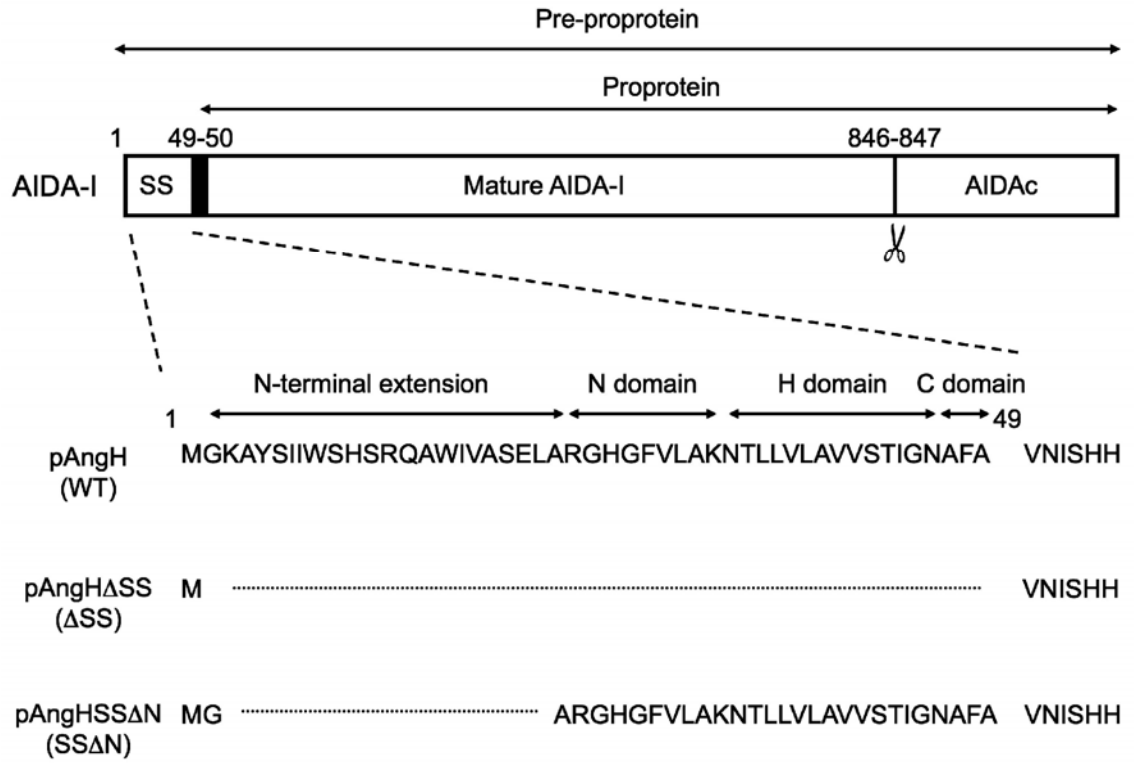 Pre-proprotein
Proprotein
1 49-50 846-847
AIDA-I SS Mature AIDA-I AIDAc
N-terminal extension N domain H domain C domain
1 49
pAngH MGKAYSIIWSHSRQAWIVASELARGHGFVLAKNTLLVLAVVSTIGNAFA VNISHH
(WT)
pAngHΔSS M VNISHH
(ΔSS)
pAngHSSΔN MG ARGHGFVLAKNTLLVLAVVSTIGNAFA VNISHH
(SSΔN)